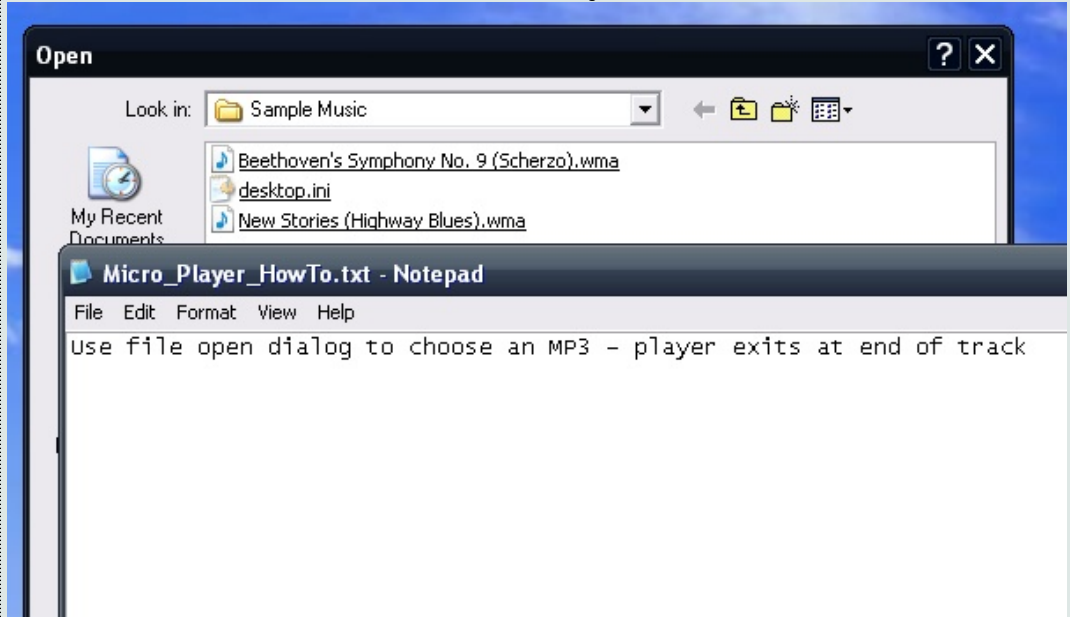 Open
Look in: Sample Music
Beethoven's Symphony No. 9 (Scherzo).wma
desktop.ini
New Stories (Highway Blues).wma
My Recent
Documents
Micro_Player_HowTo.txt - Notepad
File Edit Format View Help
Use file open dialog to choose an MP3 – player exits at end of track